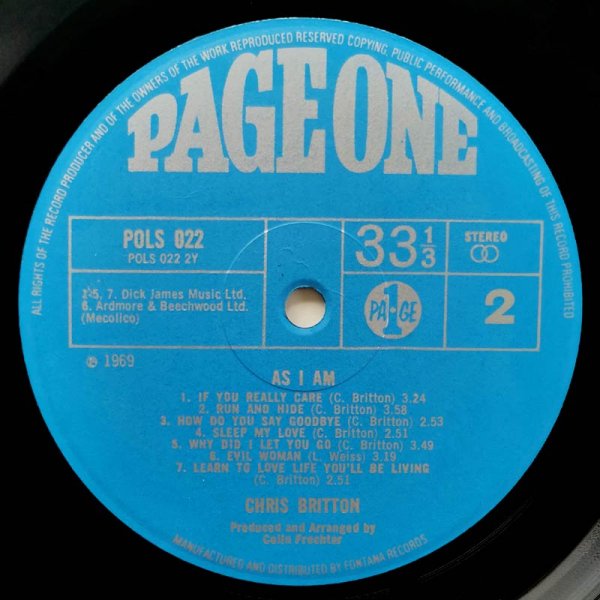 ALL RIGHTS OF THE RECORD PRODUCER AND OF THE OWNERS OF THE WORK REPRODUCED RESERVED COPYING, PUBLIC PERFORMANCE AND BROADCASTING OF THIS RECORD PROHIBITED
PAGE ONE
POLS 022
POLS 022 2Y
1-5, 7. Dick James Music Ltd.
6. Ardmore & Beechwood Ltd.
(Mecolico)
℗ 1969
33 1/3
STEREO
PA·GE
1
2
AS I AM
1. IF YOU REALLY CARE (C. Britton) 3.24
2. RUN AND HIDE (C. Britton) 3.58
3. HOW DO YOU SAY GOODBYE (C. Britton) 2.53
4. SLEEP MY LOVE (C. Britton) 2.51
5. WHY DID I LET YOU GO (C. Britton) 3.49
6. EVIL WOMAN (L. Weiss) 3.19
7. LEARN TO LOVE LIFE YOU'LL BE LIVING
(C. Britton) 2.51
CHRIS BRITTON
Produced and Arranged by
Colin Frechter
MANUFACTURED AND DISTRIBUTED BY FONTANA RECORDS